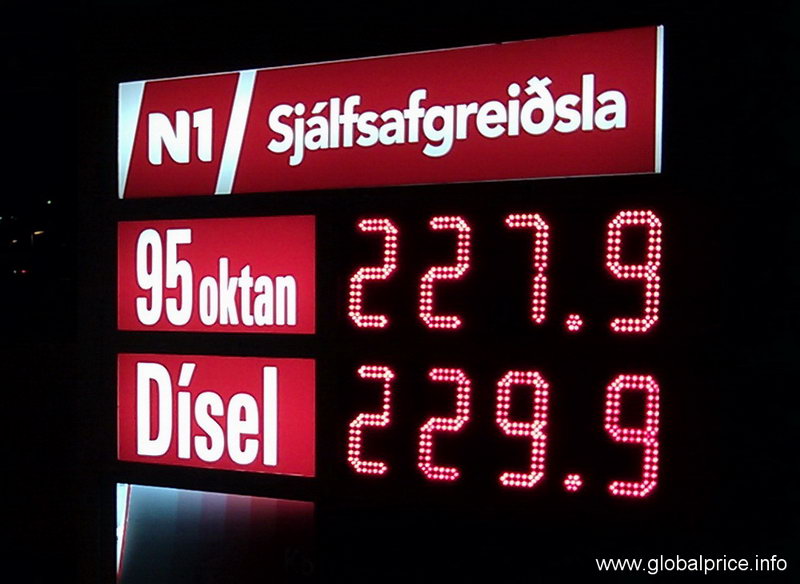 N1 Sjálfsafgreiðsla
95 oktan 227.9
Dísel 229.9
www.globalprice.info